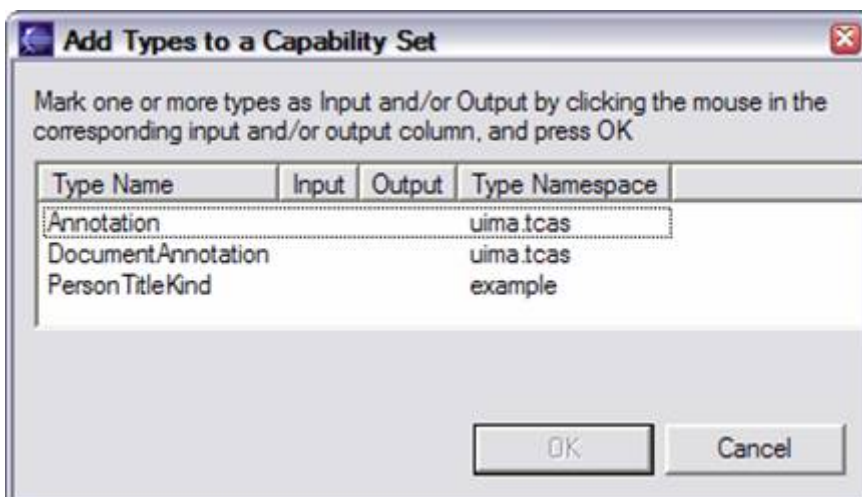 Add Types to a Capability Set
Mark one or more types as Input and/or Output by clicking the mouse in the
corresponding input and/or output column, and press OK
Type Name Input Output Type Namespace
Annotation uima.tcas
DocumentAnnotation uima.tcas
PersonTitleKind example
OK Cancel